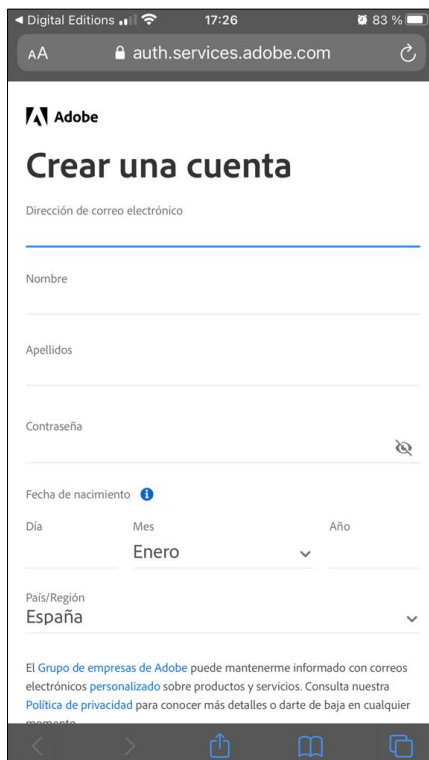 ◀ Digital Editions 17:26 83 %
AA auth.services.adobe.com
Adobe
Crear una cuenta
Dirección de correo electrónico
Nombre
Apellidos
Contraseña
Fecha de nacimiento
Día Mes Año
Enero
País/Región
España
El Grupo de empresas de Adobe puede mantenerme informado con correos
electrónicos personalizado sobre productos y servicios. Consulta nuestra
Política de privacidad para conocer más detalles o darte de baja en cualquier
momento